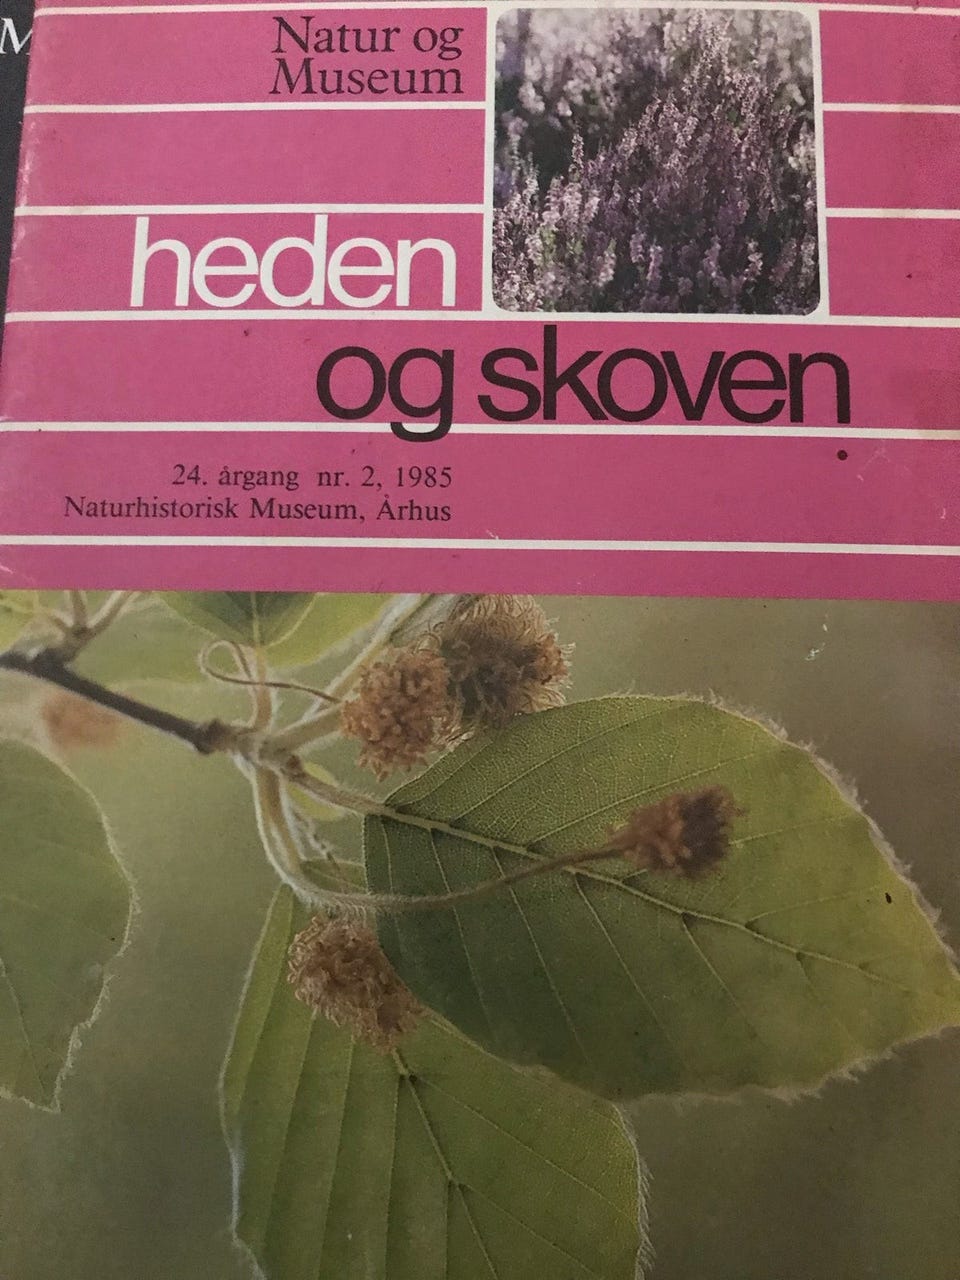 M
Natur og
Museum
heden
og skoven
24. årgang nr. 2, 1985
Naturhistorisk Museum, Århus